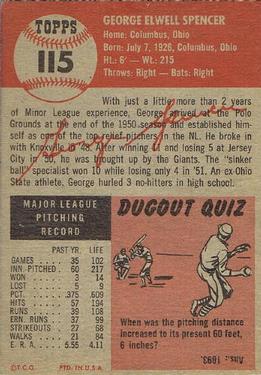 TOPPS
115
GEORGE ELWELL SPENCER
Home: Columbus, Ohio
Born: July 7, 1926, Columbus, Ohio
Ht.: 6' – Wt.: 215
Throws: Right – Bats: Right
With just a little more than 2 years
of Minor League experience, George arrived at the Polo
Grounds at the end of the 1950 season and established him-
self as one of the top relief pitchers in the NL. He broke in with
Knoxville in '48. After winning 4 and losing 5 at Jersey
City in '50, he was brought up by the Giants. The "sinker
ball" specialist won 10 while losing only 4 in '51. An ex-Ohio
State athlete, George hurled 3 no-hitters in high school.
George Spencer
MAJOR LEAGUE
PITCHING
RECORD
PAST YR. LIFE
GAMES 35 102
INN. PITCHED 60 217
WON 3 14
LOST 5 9
PCT. .375 .609
HITS 57 194
RUNS 39 108
ERN. RUNS 37 99
STRIKEOUTS 27 68
WALKS 21 84
E. R. A. 5.55 4.11
DUGOUT QUIZ
When was the pitching distance
increased to its present 60 feet,
6 inches?
Ans.: 1893.
©T.C.G. PTD. IN U.S.A.